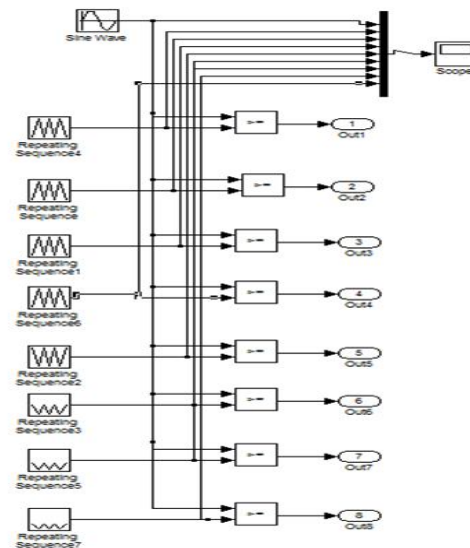 Sine Wave
Scope
1
Out1
Repeating
Sequence4
>=
2
Out2
Repeating
Sequence
>=
3
Out3
Repeating
Sequence1
>=
4
Out4
Repeating
Sequence6
>=
5
Out5
Repeating
Sequence2
>=
6
Out6
Repeating
Sequence3
>=
7
Out7
Repeating
Sequence5
>=
8
Out8
Repeating
Sequence7
>=